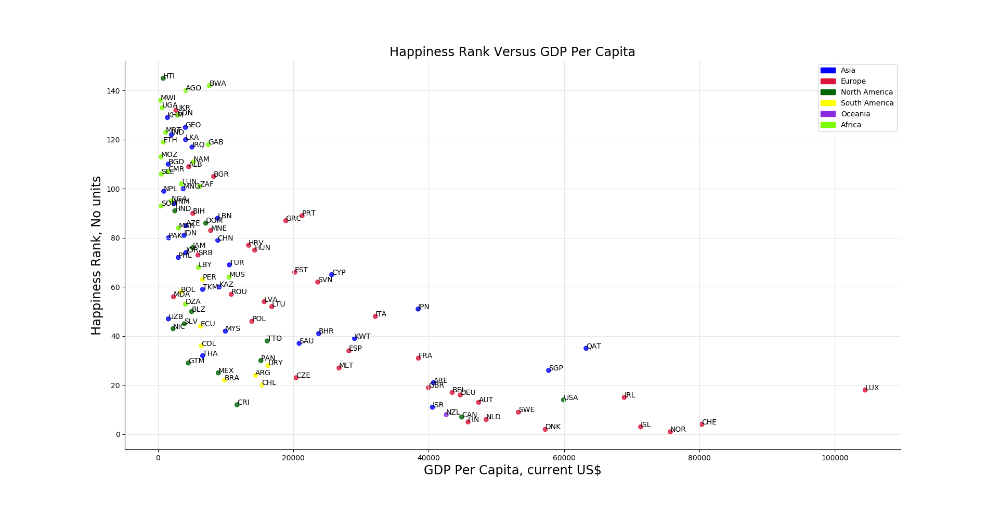 Happiness Rank Versus GDP Per Capita
Asia
Europe
North America
South America
Oceania
Africa
Happiness Rank, No units
140
120
100
80
60
40
20
0
HTI
BWA
AGO
MWI
UGA
UKR
SDN
KHM
GEO
MRT
IND
LKA
ETH
GAB
IRQ
MOZ
NAM
BGD
ALB
CMR
SLE
BGR
TUN
ZAF
MNG
NPL
NGA
VNM
SOM
HND
BIH
PRT
LBN
GRC
DOM
AZE
MAR
MNE
IDN
PAK
CHN
HRV
JAM
HUN
JOR
SRB
PHL
TUR
LBY
EST
CYP
MUS
PER
SVN
KAZ
TKM
BOL
ROU
MDA
LVA
DZA
LTU
BLZ
JPN
ITA
UZB
POL
SLV
ECU
NIC
MYS
BHR
TTO
KWT
SAU
COL
QAT
ESP
THA
FRA
GTM
PAN
URY
MLT
SGP
MEX
ARG
CZE
BRA
CHL
ARE
GBR
LUX
BEL
DEU
IRL
USA
AUT
CRI
ISR
SWE
NZL
CAN
NLD
FIN
CHE
ISL
DNK
NOR
0
20000
40000
60000
80000
100000
GDP Per Capita, current US$